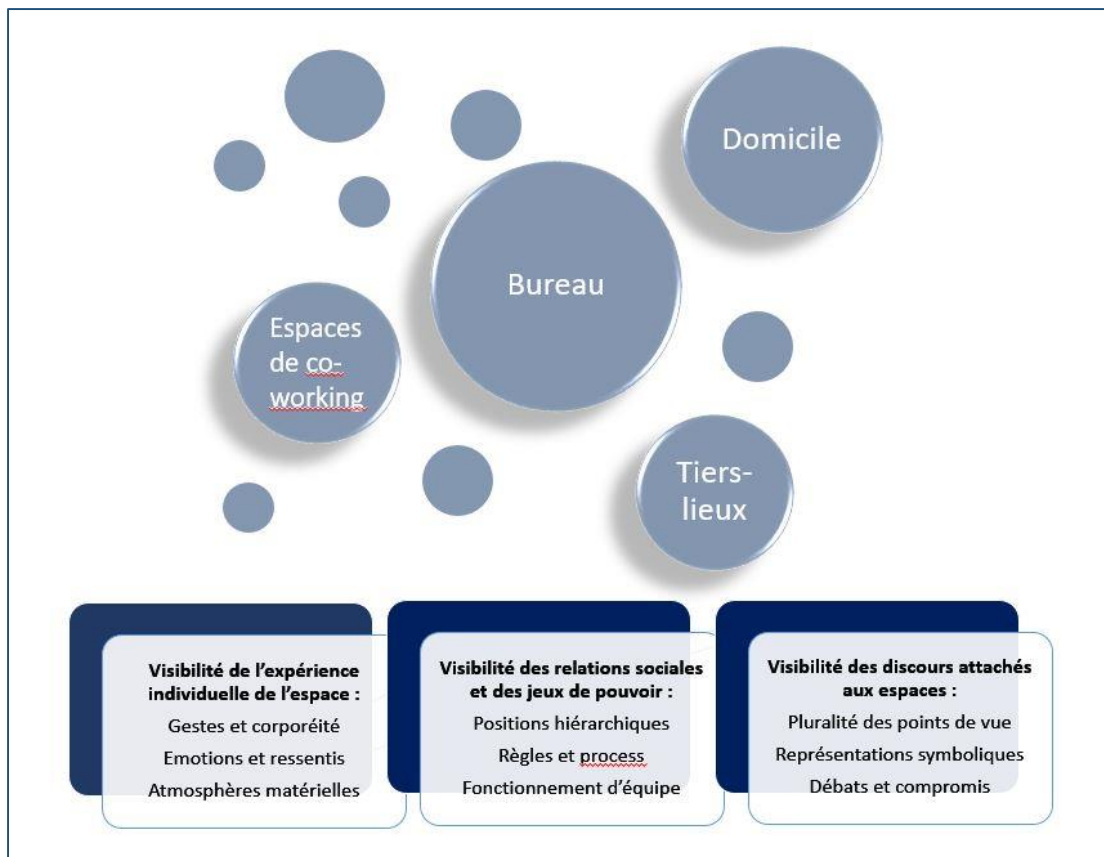 Domicile
Bureau
Espaces
de co-
working
Tiers-
lieux
Visibilité de l’expérience
individuelle de l’espace :
Gestes et corporéité
Emotions et ressentis
Atmosphères matérielles
Visibilité des relations sociales
et des jeux de pouvoir :
Positions hiérarchiques
Règles et process
Fonctionnement d’équipe
Visibilité des discours attachés
aux espaces :
Pluralité des points de vue
Représentations symboliques
Débats et compromis